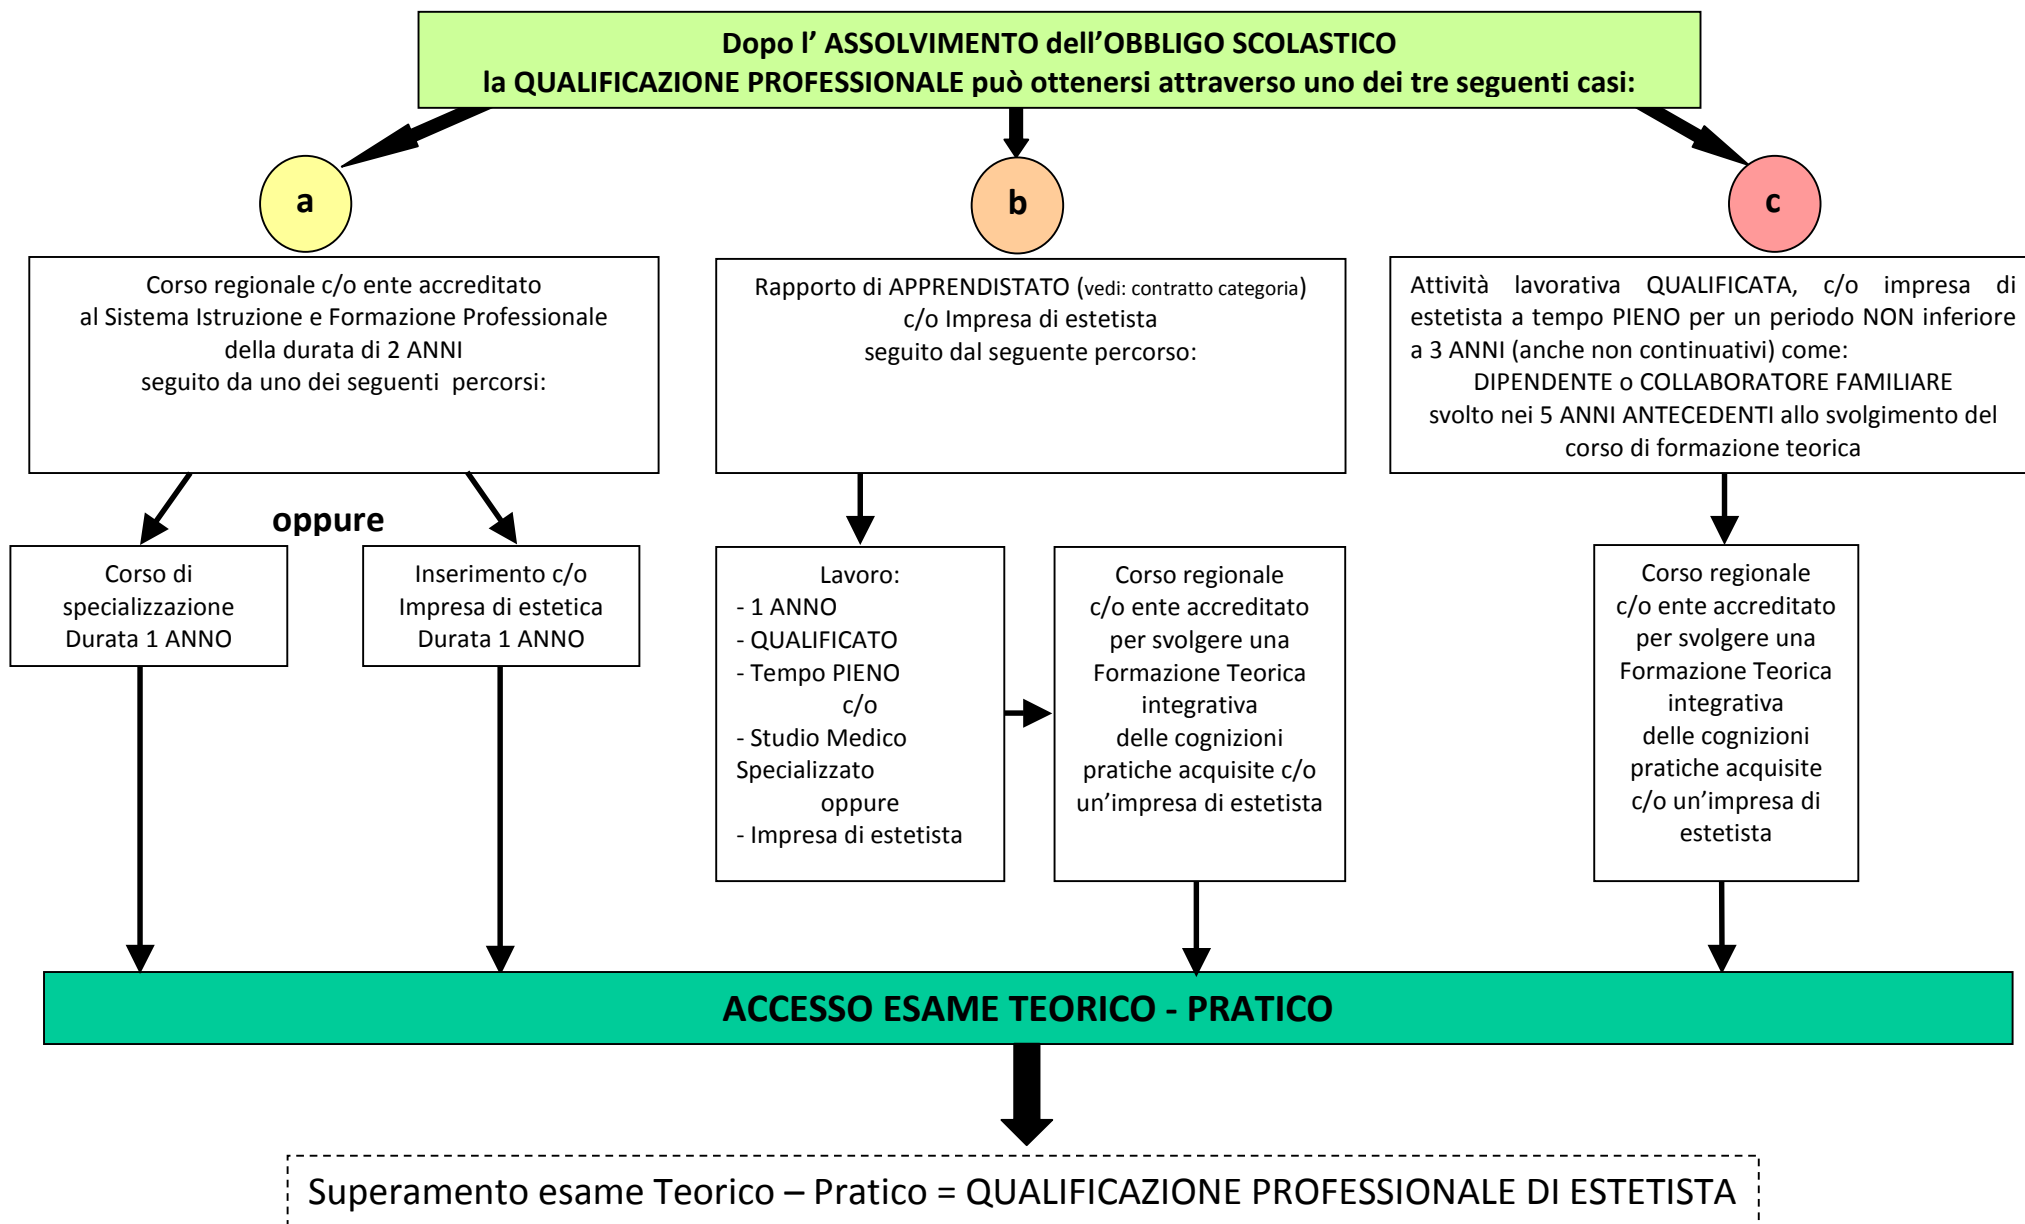 Dopo l' ASSOLVIMENTO dell'OBBLIGO SCOLASTICO
la QUALIFICAZIONE PROFESSIONALE può ottenersi attraverso uno dei tre seguenti casi:
a
b
c
Corso regionale c/o ente accreditato
al Sistema Istruzione e Formazione Professionale
della durata di 2 ANNI
seguito da uno dei seguenti percorsi:
Rapporto di APPRENDISTATO (vedi: contratto categoria)
c/o Impresa di estetista
seguito dal seguente percorso:
Attività lavorativa QUALIFICATA, c/o impresa di
estetista a tempo PIENO per un periodo NON inferiore
a 3 ANNI (anche non continuativi) come:
DIPENDENTE o COLLABORATORE FAMILIARE
svolto nei 5 ANNI ANTECEDENTI allo svolgimento del
corso di formazione teorica
oppure
Corso di
specializzazione
Durata 1 ANNO
Inserimento c/o
Impresa di estetica
Durata 1 ANNO
Lavoro:
- 1 ANNO
- QUALIFICATO
- Tempo PIENO
c/o
- Studio Medico
Specializzato
oppure
- Impresa di estetista
Corso regionale
c/o ente accreditato
per svolgere una
Formazione Teorica
integrativa
delle cognizioni
pratiche acquisite c/o
un'impresa di estetista
Corso regionale
c/o ente accreditato
per svolgere una
Formazione Teorica
integrativa
delle cognizioni
pratiche acquisite
c/o un'impresa di
estetista
ACCESSO ESAME TEORICO - PRATICO
Superamento esame Teorico – Pratico = QUALIFICAZIONE PROFESSIONALE DI ESTETISTA